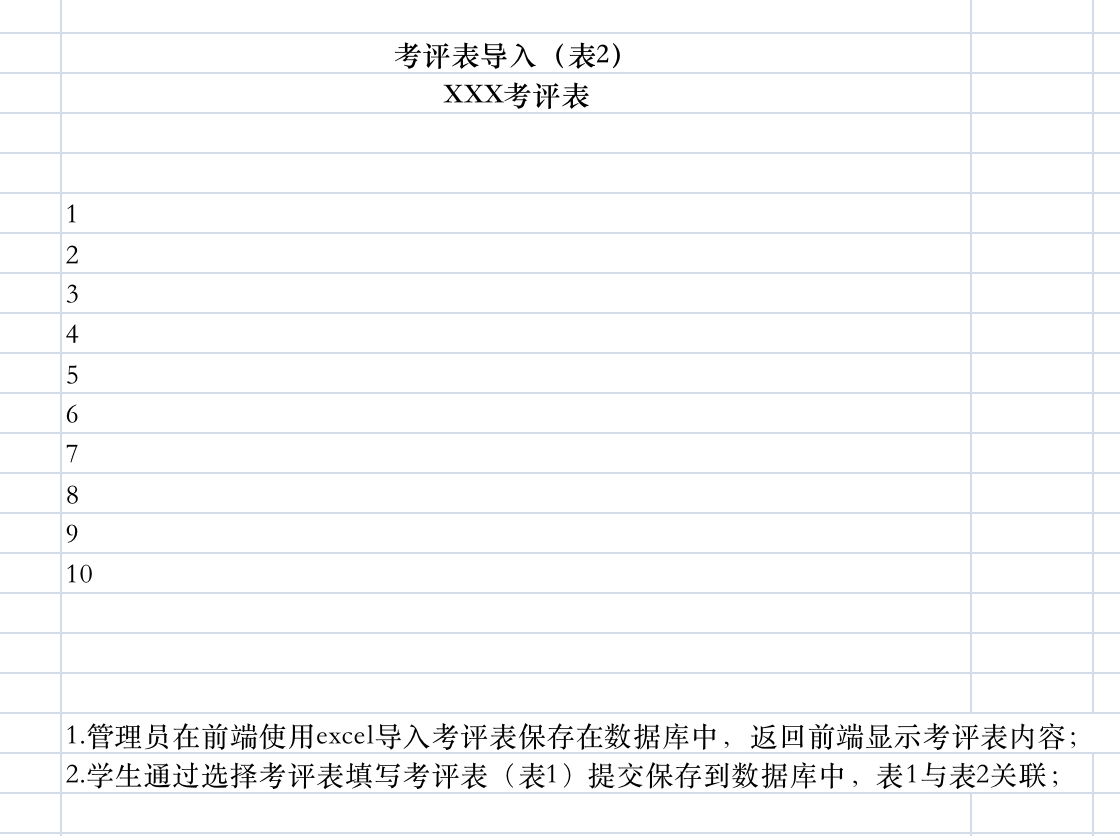 考评表导入（表2）
XXX考评表
1
2
3
4
5
6
7
8
9
10
1.管理员在前端使用excel导入考评表保存在数据库中，返回前端显示考评表内容；
2.学生通过选择考评表填写考评表（表1）提交保存到数据库中，表1与表2关联；